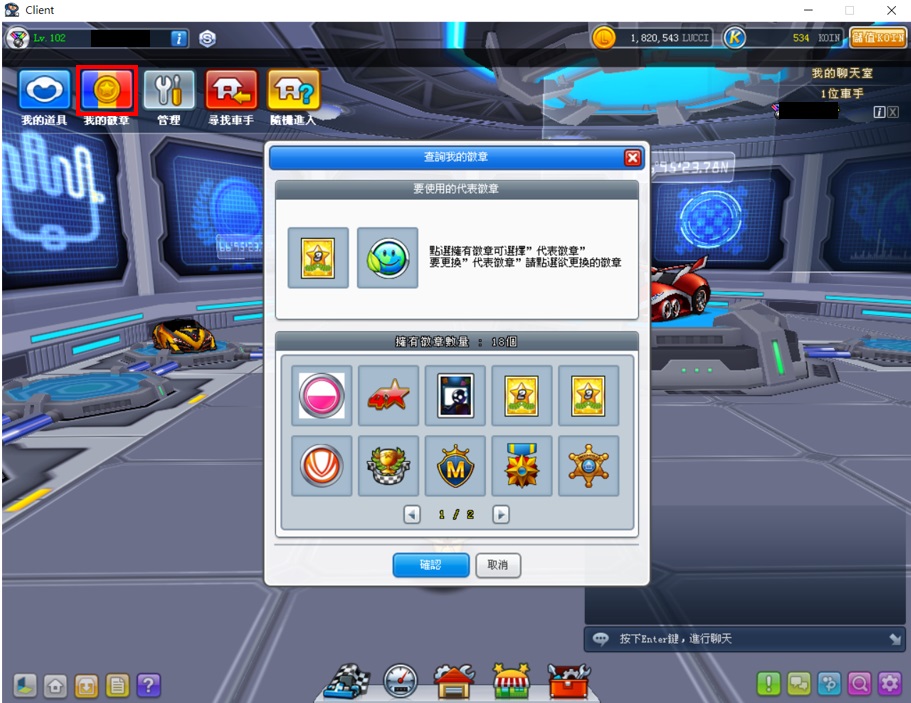 Client
Lv. 102
1,820,543 LUCCI
534 KOIN
儲值KOIN
我的聊天室
1位車手
我的道具
我的徽章
管理
尋找車手
隨機進入
查詢我的徽章
要使用的代表徽章
點選擁有徽章可選擇”代表徽章”
要更換”代表徽章”請點選欲更換的徽章
擁有徽章數量 : 18個
M
1 / 2
確認
取消
按下Enter鍵，進行聊天